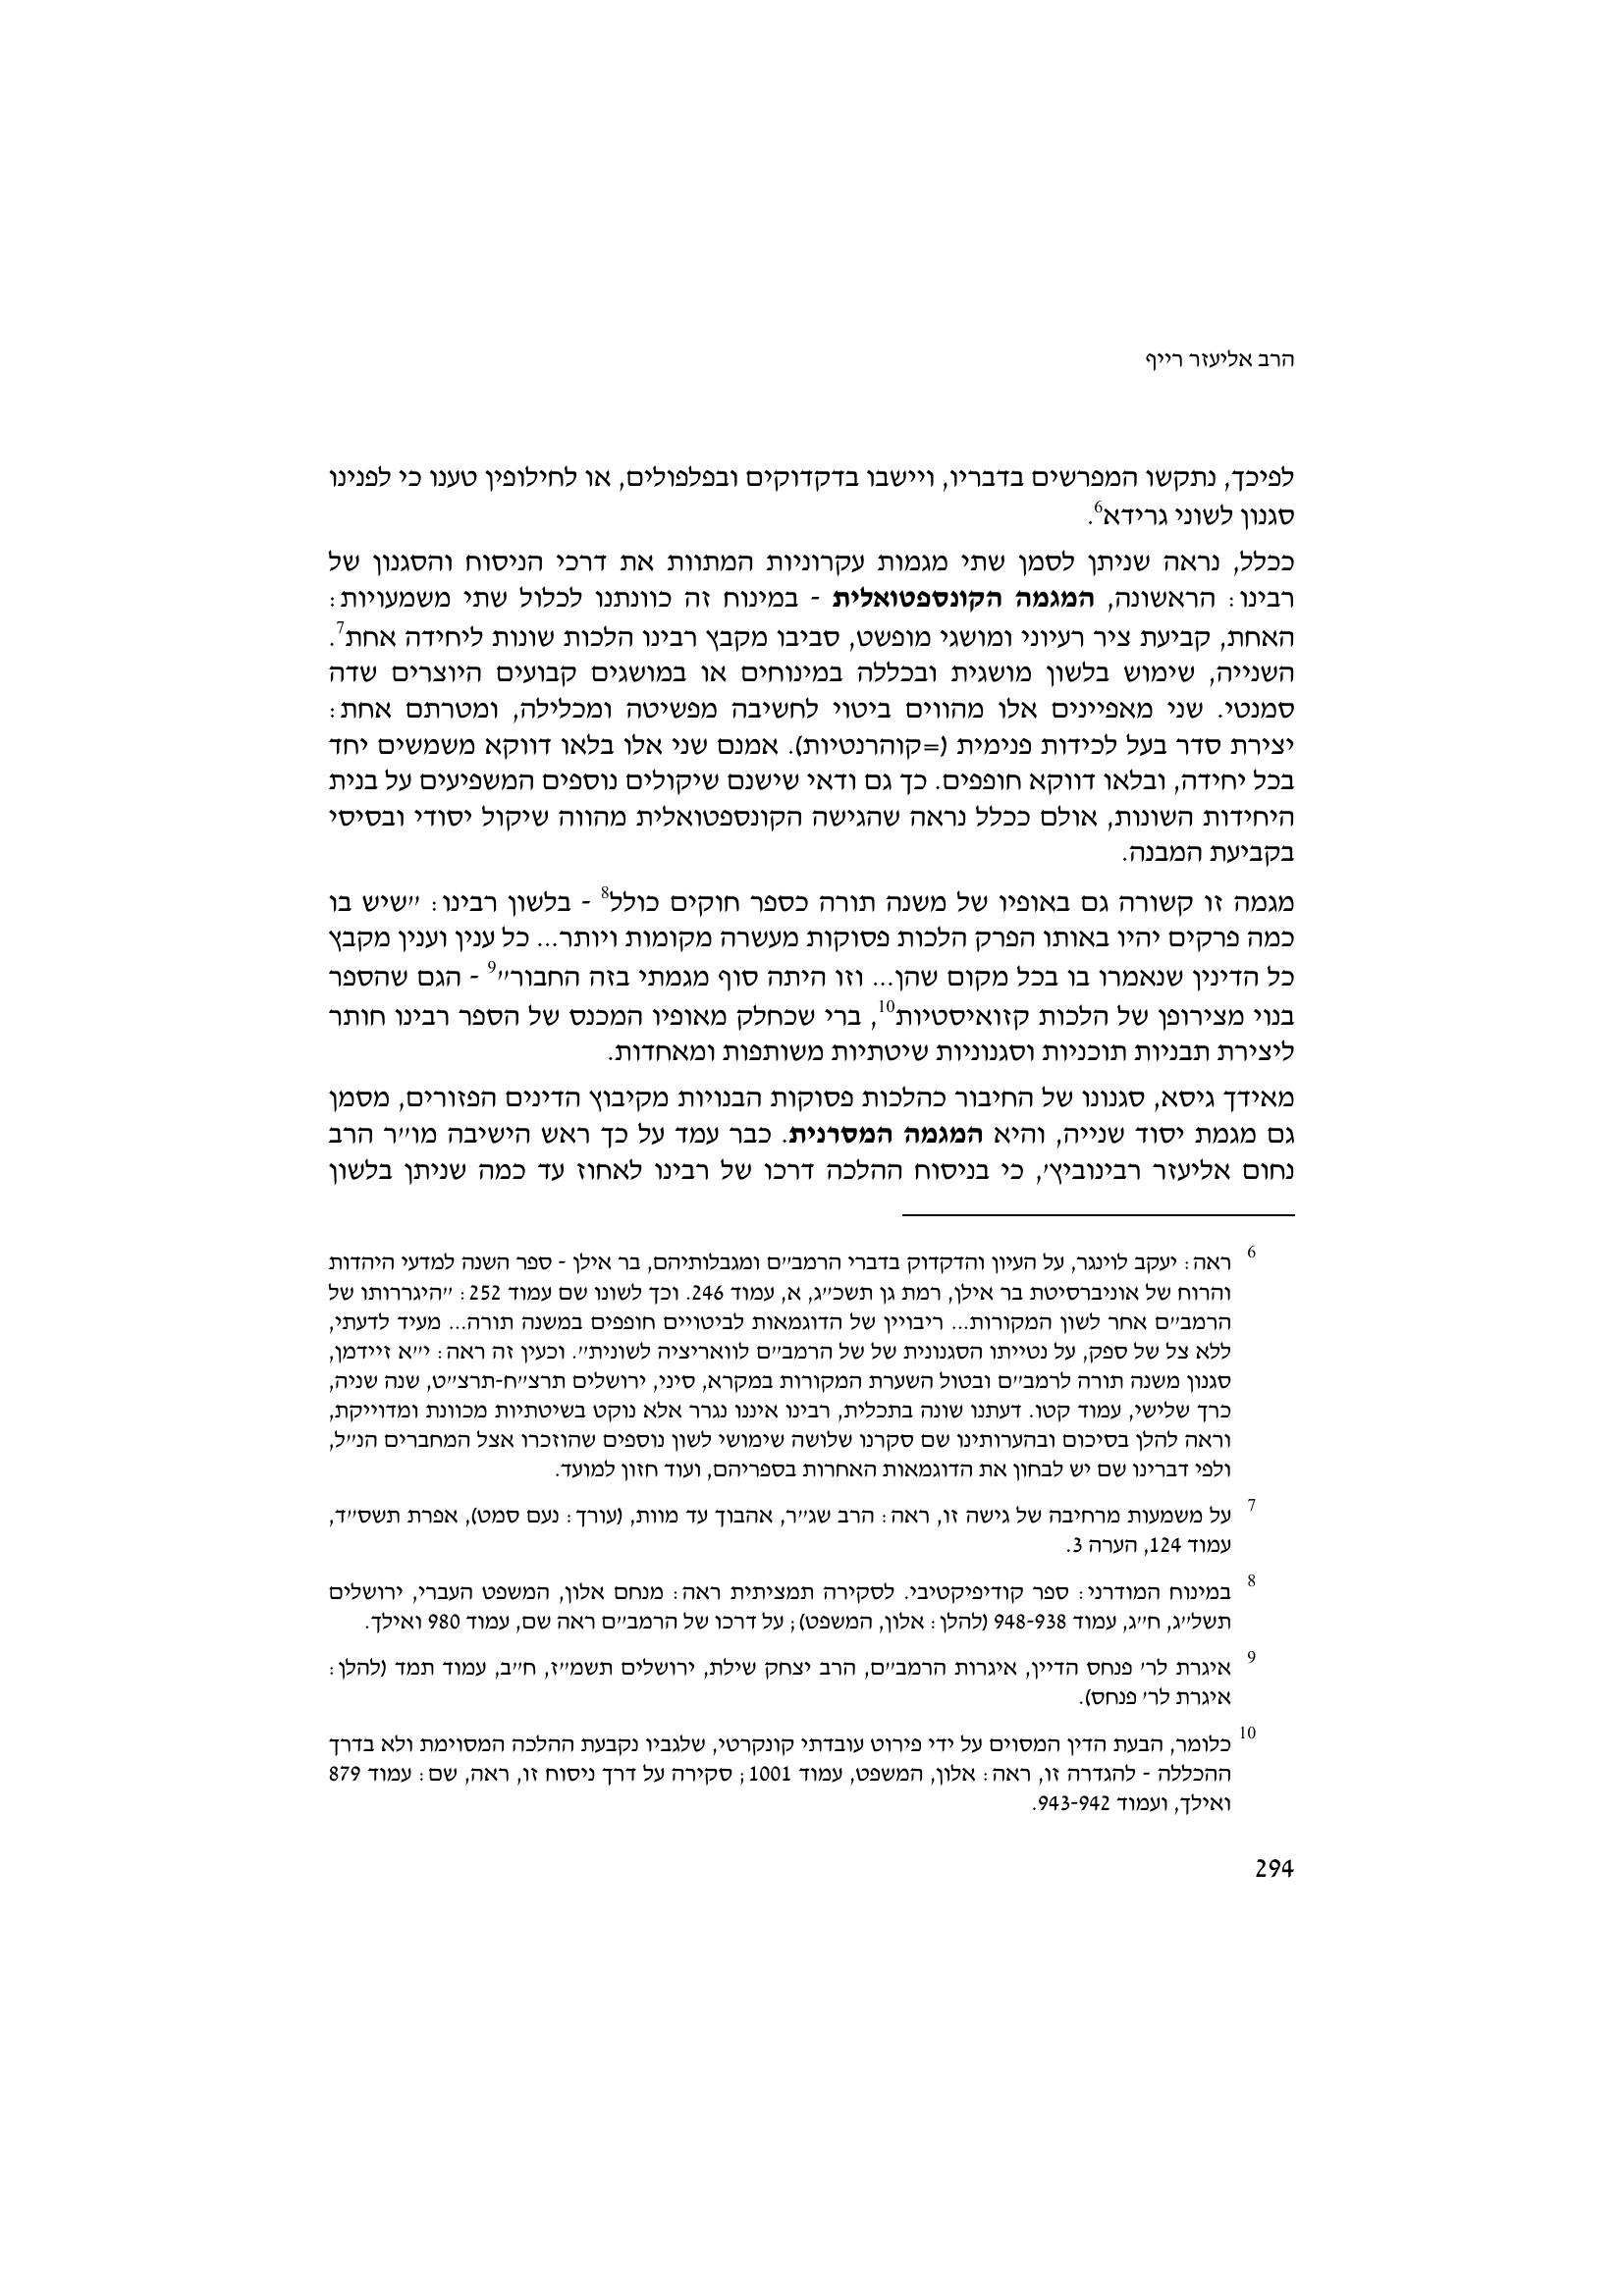 הרב אליעזר רייף
לפיכך, נתקשו המפרשים בדבריו, ויישבו בדקדוקים ובפלפולים, או לחילופין טענו כי לפנינו
סגנון לשוני גרידא6.
ככלל, נראה שניתן לסמן שתי מגמות עקרוניות המתוות את דרכי הניסוח והסגנון של
רבינו: הראשונה, המגמה הקונספטואלית - במינוח זה כוונתנו לכלול שתי משמעויות:
האחת, קביעת ציר רעיוני ומושגי מופשט, סביבו מקבץ רבינו הלכות שונות ליחידה אחת7.
השנייה, שימוש בלשון מושגית ובכללה במינוחים או במושגים קבועים היוצרים שדה
סמנטי. שני מאפיינים אלו מהווים ביטוי לחשיבה מפשיטה ומכלילה, ומטרתם אחת:
יצירת סדר בעל לכידות פנימית (=קוהרנטיות). אמנם שני אלו בלאו דווקא משמשים יחד
בכל יחידה, ובלאו דווקא חופפים. כך גם ודאי שישנם שיקולים נוספים המשפיעים על בנית
היחידות השונות, אולם ככלל נראה שהגישה הקונספטואלית מהווה שיקול יסודי ובסיסי
בקביעת המבנה.
מגמה זו קשורה גם באופיו של משנה תורה כספר חוקים כולל8 - בלשון רבינו: ״שיש בו
כמה פרקים יהיו באותו הפרק הלכות פסוקות מעשרה מקומות ויותר... כל ענין וענין מקבץ
כל הדינין שנאמרו בו בכל מקום שהן... וזו היתה סוף מגמתי בזה החבור״9 - הגם שהספר
בנוי מצירופן של הלכות קזואיסטיות10, ברי שכחלק מאופיו המכנס של הספר רבינו חותר
ליצירת תבניות תוכניות וסגנוניות שיטתיות משותפות ומאחדות.
מאידך גיסא, סגנונו של החיבור כהלכות פסוקות הבנויות מקיבוץ הדינים הפזורים, מסמן
גם מגמת יסוד שנייה, והיא המגמה המסרנית. כבר עמד על כך ראש הישיבה מו״ר הרב
נחום אליעזר רבינוביץ׳, כי בניסוח ההלכה דרכו של רבינו לאחוז עד כמה שניתן בלשון
6 ראה: יעקב לוינגר, על העיון והדקדוק בדברי הרמב״ם ומגבלותיהם, בר אילן - ספר השנה למדעי היהדות
והרוח של אוניברסיטת בר אילן, רמת גן תשכ״ג, א, עמוד 246. וכך לשונו שם עמוד 252: ״היגררותו של
הרמב״ם אחר לשון המקורות... ריבויין של הדוגמאות לביטויים חופפים במשנה תורה... מעיד לדעתי,
ללא צל של ספק, על נטייתו הסגנונית של של הרמב״ם לוואריציה לשונית״. וכעין זה ראה: י״א זיידמן,
סגנון משנה תורה לרמב״ם ובטול השערת המקורות במקרא, סיני, ירושלים תרצ״ח-תרצ״ט, שנה שניה,
כרך שלישי, עמוד קטו. דעתנו שונה בתכלית, רבינו איננו נגרר אלא נוקט בשיטתיות מכוונת ומדוייקת,
וראה להלן בסיכום ובהערותינו שם סקרנו שלושה שימושי לשון נוספים שהוזכרו אצל המחברים הנ״ל,
ולפי דברינו שם יש לבחון את הדוגמאות האחרות בספריהם, ועוד חזון למועד.
7 על משמעות מרחיבה של גישה זו, ראה: הרב שג״ר, אהבוך עד מוות, (עורך: נעם סמט), אפרת תשס״ד,
עמוד 124, הערה 3.
8 במינוח המודרני: ספר קודיפיקטיבי. לסקירה תמציתית ראה: מנחם אלון, המשפט העברי, ירושלים
תשל״ג, ח״ג, עמוד 948-938 (להלן: אלון, המשפט); על דרכו של הרמב״ם ראה שם, עמוד 980 ואילך.
9 איגרת לר׳ פנחס הדיין, איגרות הרמב״ם, הרב יצחק שילת, ירושלים תשמ״ז, ח״ב, עמוד תמד (להלן:
איגרת לר׳ פנחס).
10 כלומר, הבעת הדין המסוים על ידי פירוט עובדתי קונקרטי, שלגביו נקבעת ההלכה המסוימת ולא בדרך
ההכללה - להגדרה זו, ראה: אלון, המשפט, עמוד 1001; סקירה על דרך ניסוח זו, ראה, שם: עמוד 879
ואילך, ועמוד 943-942.
294